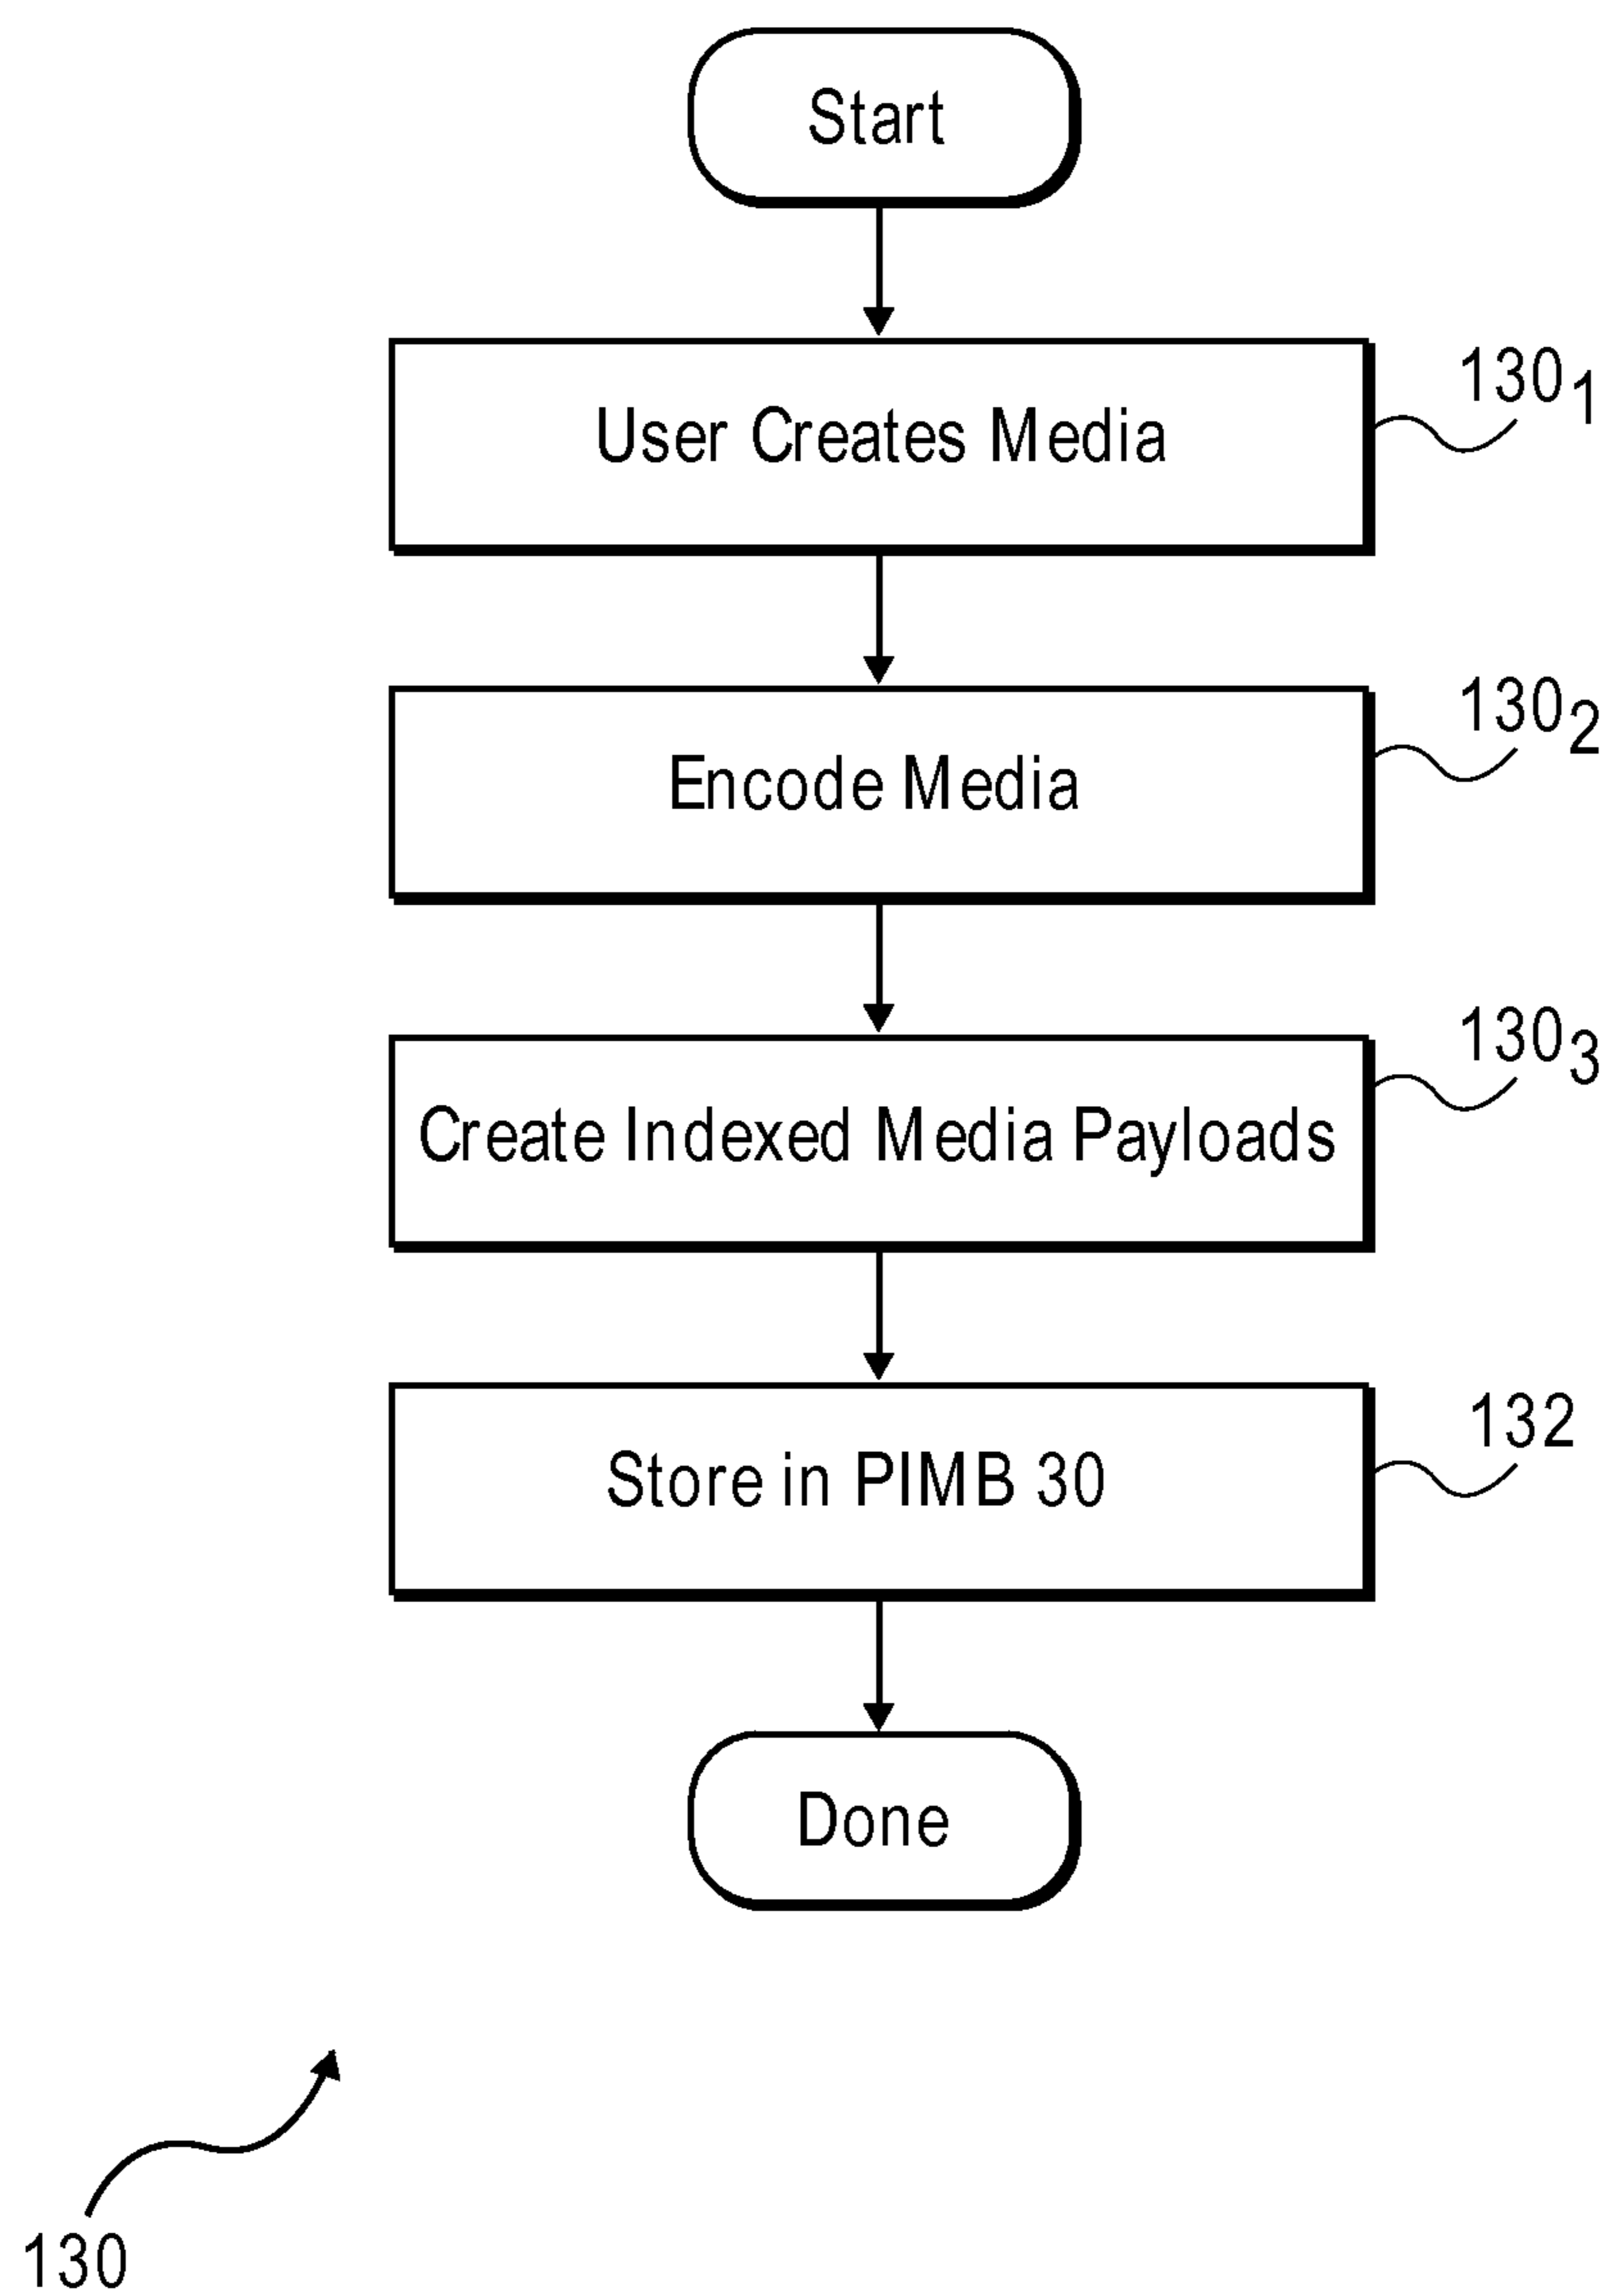 Start
User Creates Media
130₁
Encode Media
130₂
Create Indexed Media Payloads
130₃
Store in PIMB 30
132
Done
130